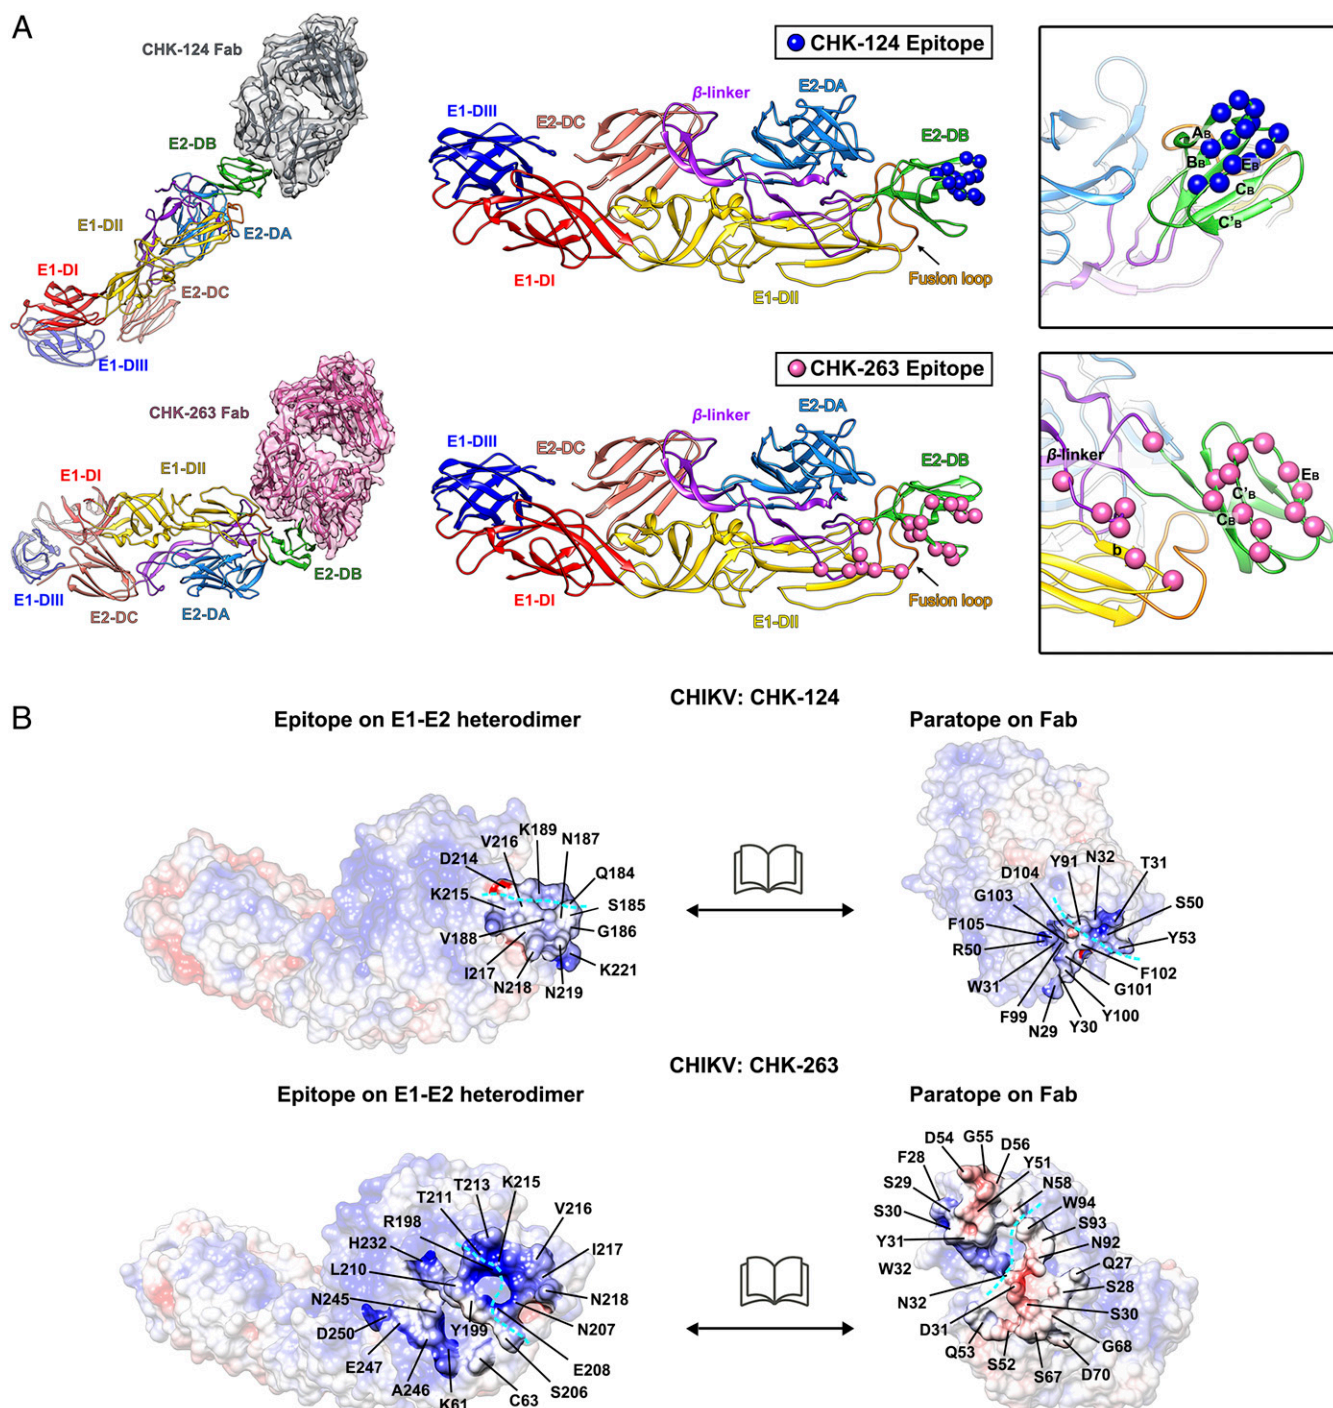 A
CHK-124 Fab
E2-DB
E1-DII
E2-DA
E1-DI
E2-DC
E1-DIII
CHK-124 Epitope
β-linker
E2-DA
E1-DIII
E2-DC
E2-DB
E1-DI
E1-DII
Fusion loop
AB
BB
EB
CB
C'B
CHK-263 Fab
E1-DI
E1-DII
E1-DIII
E2-DC
E2-DA
E2-DB
CHK-263 Epitope
β-linker
E2-DA
E1-DIII
E2-DC
E2-DB
E1-DI
E1-DII
Fusion loop
β-linker
EB
C'B
CB
b
B
CHIKV: CHK-124
Epitope on E1-E2 heterodimer
Paratope on Fab
K189
V216
N187
D214
Q184
K215
S185
G186
V188
K221
I217
N218
N219
Y91
N32
T31
D104
G103
S50
F105
R50
Y53
W31
F102
G101
F99
Y100
N29
Y30
CHIKV: CHK-263
Epitope on E1-E2 heterodimer
Paratope on Fab
T213
K215
T211
V216
R198
H232
I217
L210
N218
N245
N207
D250
Y199
E208
E247
S206
A246
C63
K61
D54
G55
D56
F28
Y51
S29
N58
W94
S30
S93
Y31
N92
W32
Q27
S28
N32
S30
D31
G68
Q53
S52
D70
S67